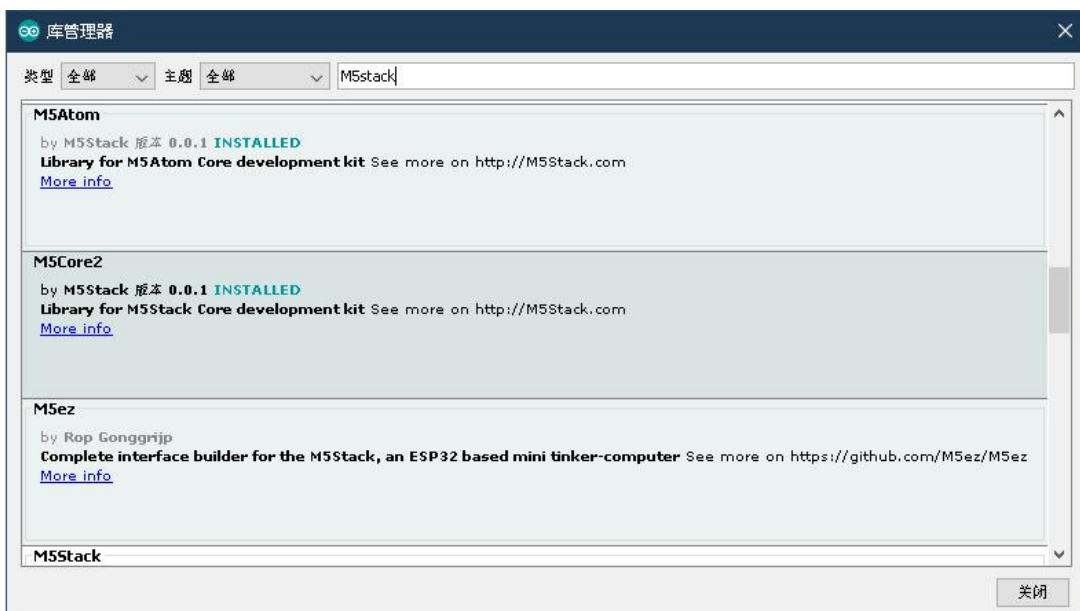 库管理器
类型 全部 主题 全部 M5stack
M5Atom
by M5Stack 版本 0.0.1 INSTALLED
Library for M5Atom Core development kit See more on http://M5Stack.com
More info
M5Core2
by M5Stack 版本 0.0.1 INSTALLED
Library for M5Stack Core development kit See more on http://M5Stack.com
More info
M5ez
by Rop Gonggrijp
Complete interface builder for the M5Stack, an ESP32 based mini tinker-computer See more on https://github.com/M5ez/M5ez
More info
M5Stack
关闭